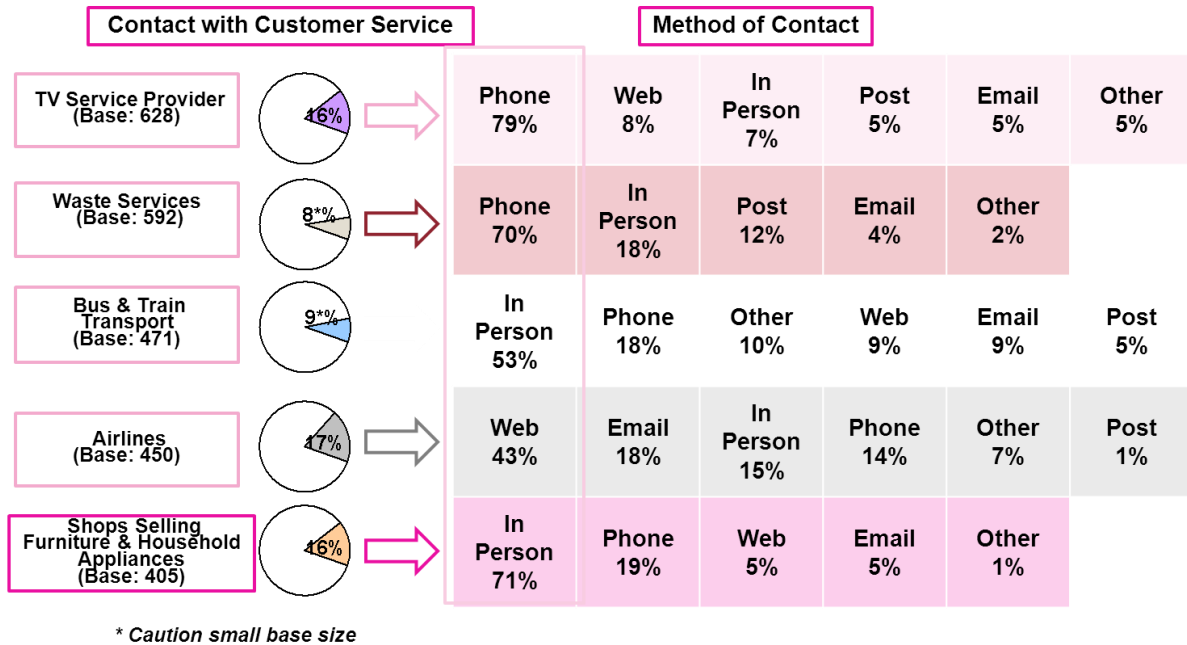 Contact with Customer Service
Method of Contact
TV Service Provider
(Base: 628)
16%
Phone
79%
Web
8%
In
Person
7%
Post
5%
Email
5%
Other
5%
Waste Services
(Base: 592)
8*%
Phone
70%
In
Person
18%
Post
12%
Email
4%
Other
2%
Bus & Train
Transport
(Base: 471)
9*%
In
Person
53%
Phone
18%
Other
10%
Web
9%
Email
9%
Post
5%
Airlines
(Base: 450)
17%
Web
43%
Email
18%
In
Person
15%
Phone
14%
Other
7%
Post
1%
Shops Selling
Furniture & Household
Appliances
(Base: 405)
16%
In
Person
71%
Phone
19%
Web
5%
Email
5%
Other
1%
* Caution small base size